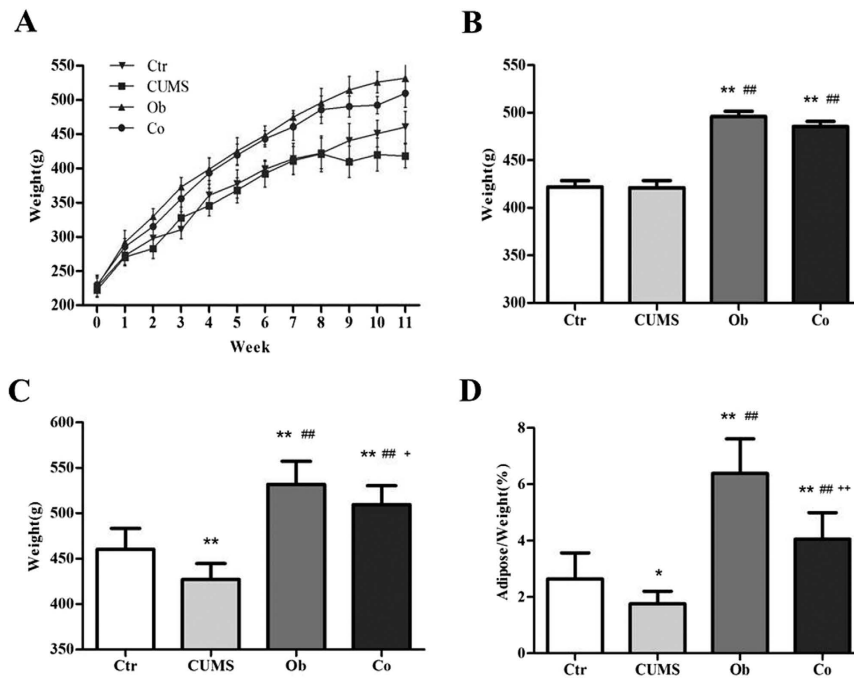 A
Weight(g)
550
500
450
400
350
300
250
200
Ctr
CUMS
Ob
Co
0 1 2 3 4 5 6 7 8 9 10 11
Week
B
Weight(g)
550
500
450
400
350
300
** ##
** ##
Ctr CUMS Ob Co
C
Weight(g)
600
550
500
450
400
350
**
** ##
** ## +
Ctr CUMS Ob Co
D
Adipose/Weight(%)
8
6
4
2
0
*
** ##
** ## ++
Ctr CUMS Ob Co